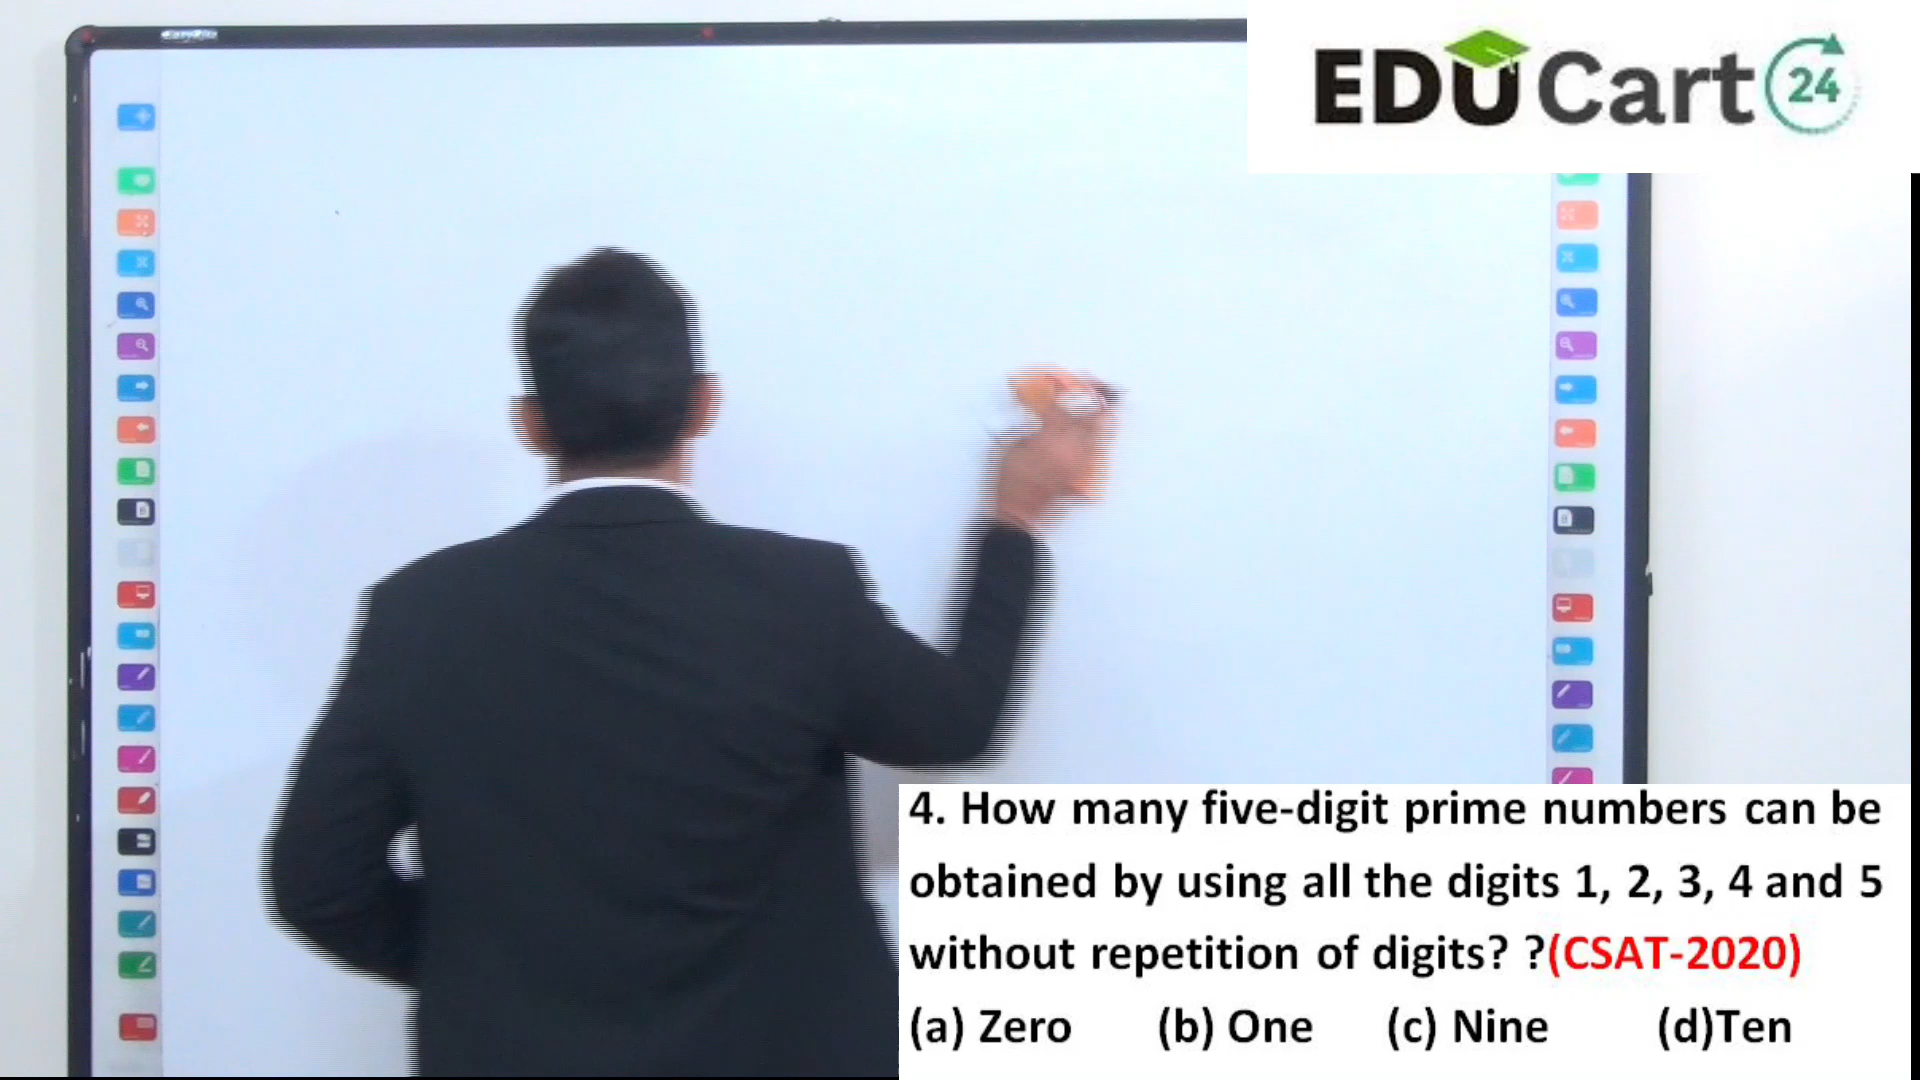 EasyRite
EDUCart 24
4. How many five-digit prime numbers can be
obtained by using all the digits 1, 2, 3, 4 and 5
without repetition of digits? ?(CSAT-2020)
(a) Zero (b) One (c) Nine (d)Ten